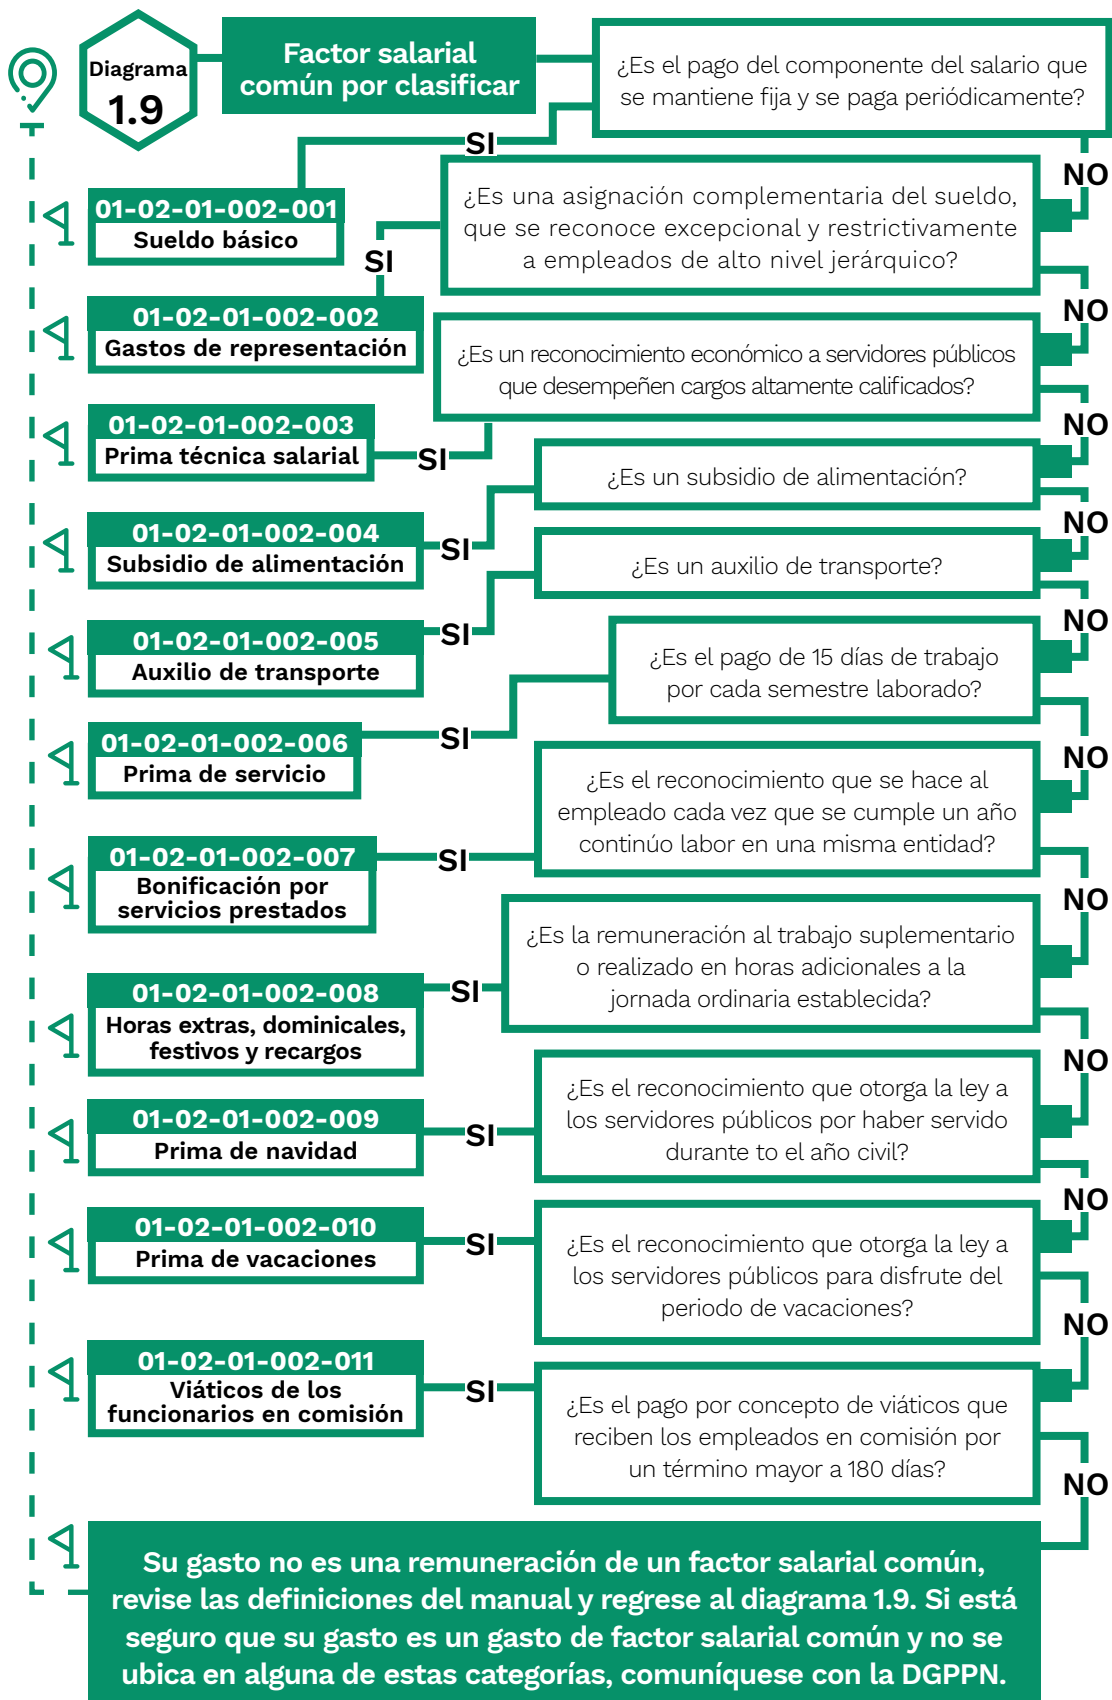 Diagrama
1.9
Factor salarial
común por clasificar
¿Es el pago del componente del salario que
se mantiene fija y se paga periódicamente?
SI
NO
01-02-01-002-001
Sueldo básico
¿Es una asignación complementaria del sueldo,
que se reconoce excepcional y restrictivamente
a empleados de alto nivel jerárquico?
SI
NO
01-02-01-002-002
Gastos de representación
¿Es un reconocimiento económico a servidores públicos
que desempeñen cargos altamente calificados?
SI
NO
01-02-01-002-003
Prima técnica salarial
¿Es un subsidio de alimentación?
SI
NO
01-02-01-002-004
Subsidio de alimentación
¿Es un auxilio de transporte?
SI
NO
01-02-01-002-005
Auxilio de transporte
¿Es el pago de 15 días de trabajo
por cada semestre laborado?
SI
NO
01-02-01-002-006
Prima de servicio
¿Es el reconocimiento que se hace al
empleado cada vez que se cumple un año
continúo labor en una misma entidad?
SI
NO
01-02-01-002-007
Bonificación por
servicios prestados
¿Es la remuneración al trabajo suplementario
o realizado en horas adicionales a la
jornada ordinaria establecida?
SI
NO
01-02-01-002-008
Horas extras, dominicales,
festivos y recargos
¿Es el reconocimiento que otorga la ley a
los servidores públicos por haber servido
durante to el año civil?
SI
NO
01-02-01-002-009
Prima de navidad
¿Es el reconocimiento que otorga la ley a
los servidores públicos para disfrute del
periodo de vacaciones?
SI
NO
01-02-01-002-010
Prima de vacaciones
¿Es el pago por concepto de viáticos que
reciben los empleados en comisión por
un término mayor a 180 días?
SI
NO
01-02-01-002-011
Viáticos de los
funcionarios en comisión
Su gasto no es una remuneración de un factor salarial común,
revise las definiciones del manual y regrese al diagrama 1.9. Si está
seguro que su gasto es un gasto de factor salarial común y no se
ubica en alguna de estas categorías, comuníquese con la DGPPN.